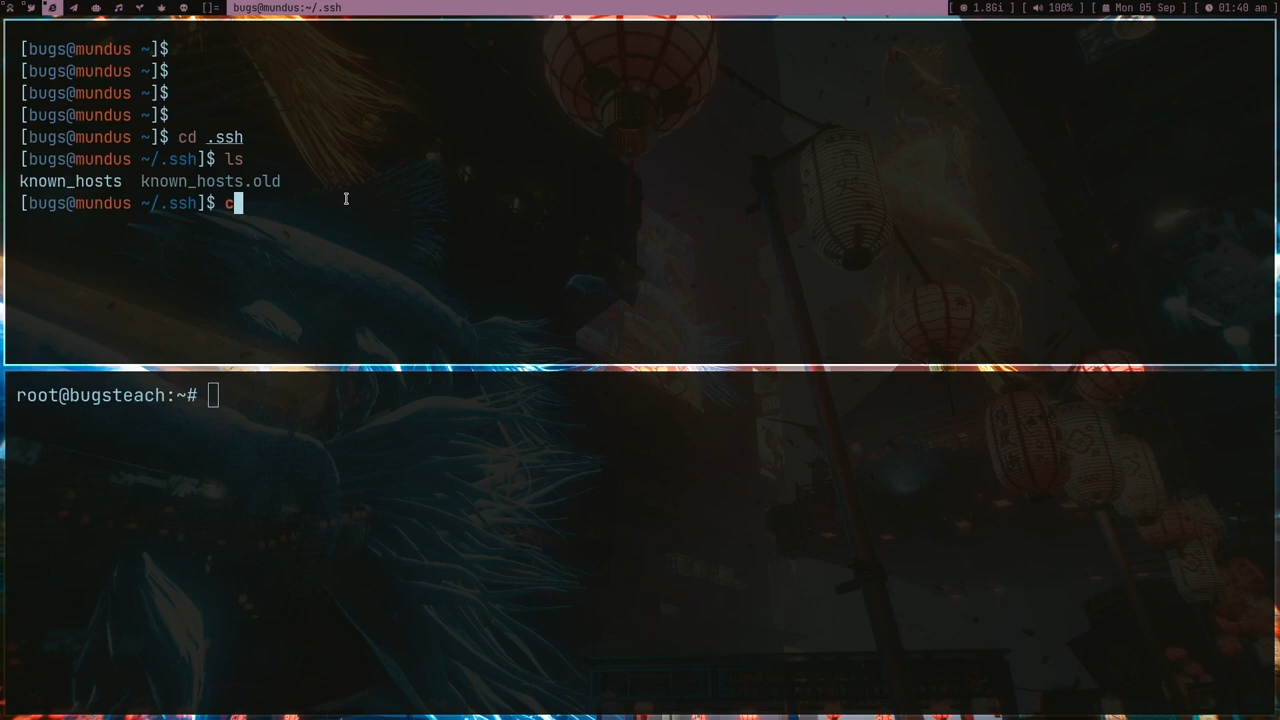 []= bugs@mundus:~/.ssh [ 1.8Gi ] [ 100% ] [ Mon 05 Sep ] [ 01:40 am ]
[bugs@mundus ~]$
[bugs@mundus ~]$
[bugs@mundus ~]$
[bugs@mundus ~]$
[bugs@mundus ~]$ cd .ssh
[bugs@mundus ~/.ssh]$ ls
known_hosts known_hosts.old
[bugs@mundus ~/.ssh]$ c
root@bugsteach:~#